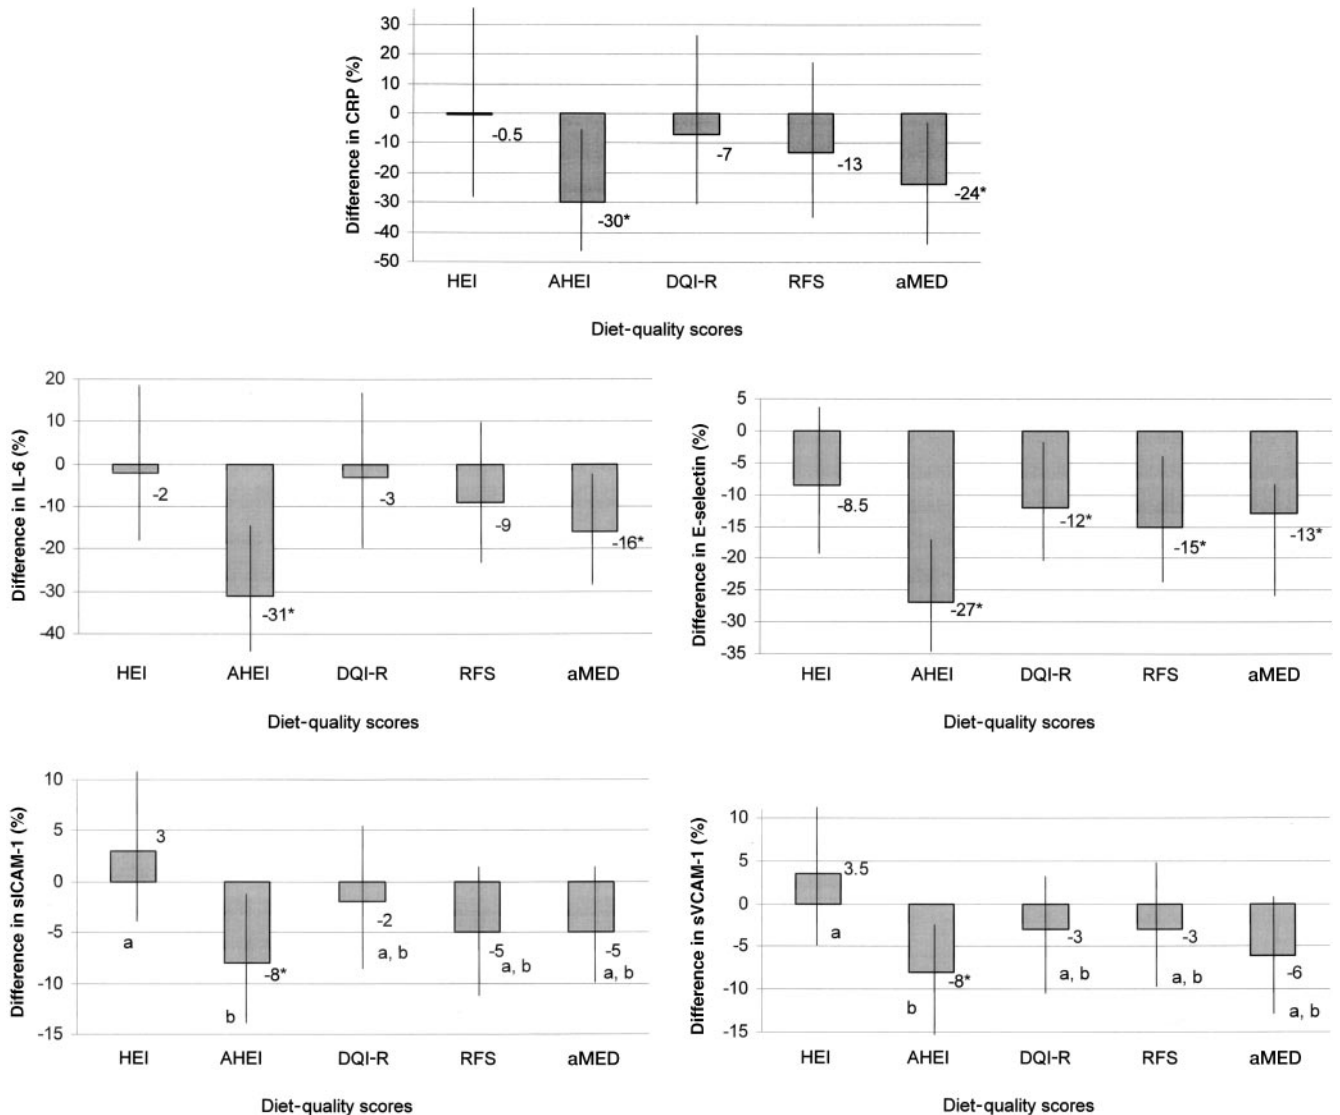 Difference in CRP (%)
30
20
10
0
-10
-20
-30
-40
-50
-0.5
-30*
-7
-13
-24*
HEI AHEI DQI-R RFS aMED
Diet-quality scores
Difference in IL-6 (%)
20
10
0
-10
-20
-30
-40
-2
-31*
-3
-9
-16*
HEI AHEI DQI-R RFS aMED
Diet-quality scores
Difference in E-selectin (%)
5
0
-5
-10
-15
-20
-25
-30
-35
-8.5
-27*
-12*
-15*
-13*
HEI AHEI DQI-R RFS aMED
Diet-quality scores
Difference in sICAM-1 (%)
10
5
0
-5
-10
-15
3
a
-8*
b
-2
a, b
-5
a, b
-5
a, b
HEI AHEI DQI-R RFS aMED
Diet-quality scores
Difference in sVCAM-1 (%)
10
5
0
-5
-10
-15
3.5
a
-8*
b
-3
a, b
-3
a, b
-6
a, b
HEI AHEI DQI-R RFS aMED
Diet-quality scores